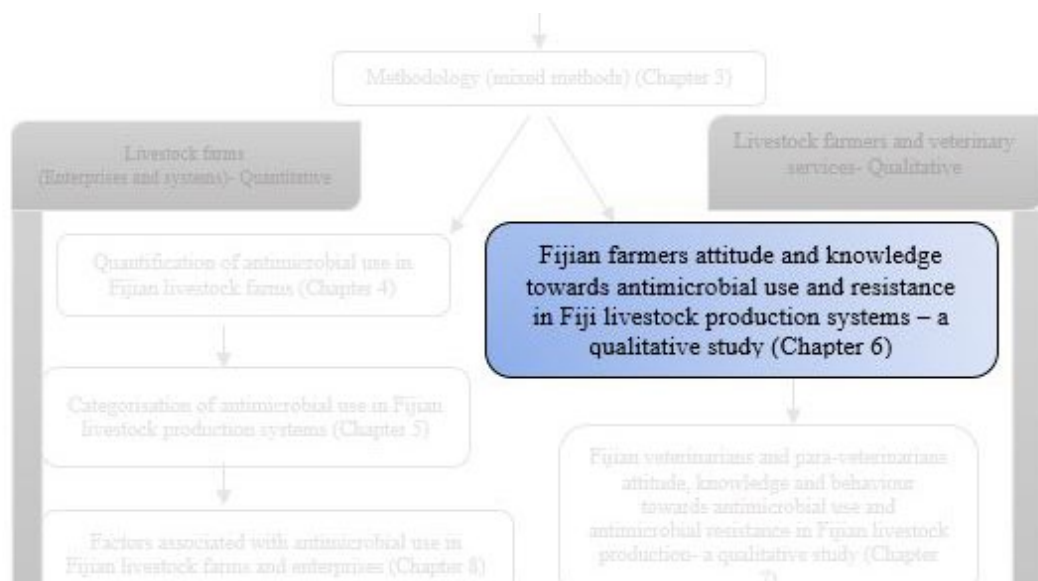 Methodology (mixed methods) (Chapter 3)
Livestock farms
(Enterprises and systems)- Quantitative
Livestock farmers and veterinary
services- Qualitative
Quantification of antimicrobial use in
Fijian livestock farms (Chapter 4)
Fijian farmers attitude and knowledge
towards antimicrobial use and resistance
in Fiji livestock production systems – a
qualitative study (Chapter 6)
Categorisation of antimicrobial use in Fijian
livestock production systems (Chapter 5)
Fijian veterinarians and para-veterinarians
attitude, knowledge and behaviour
towards antimicrobial use and
antimicrobial resistance in Fijian livestock
production- a qualitative study (Chapter
7)
Factors associated with antimicrobial use in
Fijian livestock farms and enterprises (Chapter 8)